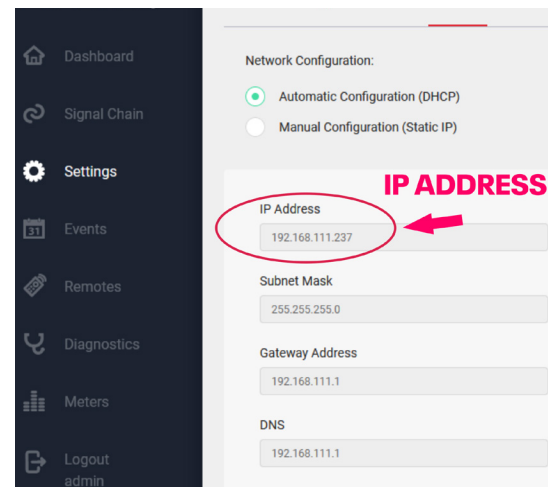 Dashboard
Signal Chain
Settings
31
Events
Remotes
Diagnostics
Meters
Logout
admin
Network Configuration:
Automatic Configuration (DHCP)
Manual Configuration (Static IP)
IP ADDRESS
IP Address
192.168.111.237
Subnet Mask
255.255.255.0
Gateway Address
192.168.111.1
DNS
192.168.111.1